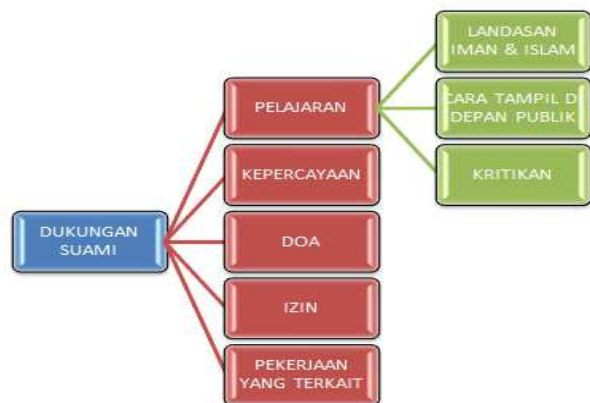 DUKUNGAN
SUAMI
PELAJARAN
KEPERCAYAAN
DOA
IZIN
PEKERJAAN
YANG TERKAIT
LANDASAN
IMAN & ISLAM
CARA TAMPIL DI
DEPAN PUBLIK
KRITIKAN